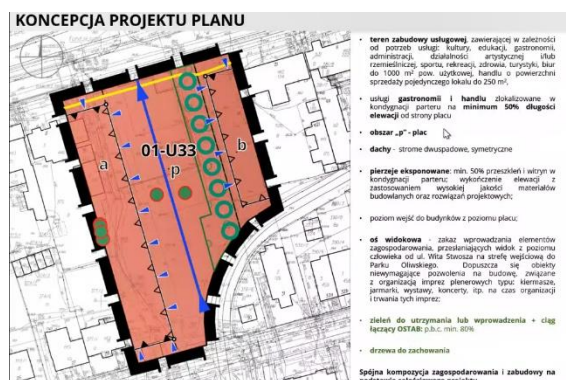 KONCEPCJA PROJEKTU PLANU
01-U33
a
p
b
• teren zabudowy usługowej, zawierającej w zależności
od potrzeb usługi: kultury, edukacji, gastronomii,
administracji, działalności artystycznej i/lub
rzemieślniczej, sportu, rekreacji, zdrowia, turystyki, biur
do 1000 m² pow. użytkowej, handlu o powierzchni
sprzedaży pojedynczego lokalu do 250 m²,
• usługi gastronomii i handlu zlokalizowane w
kondygnacji parteru na minimum 50% długości
elewacji od strony placu
• obszar „p" - plac
• dachy - strome dwuspadowe, symetryczne
• pierzeje eksponowane: min. 50% przeszkleń i witryn w
kondygnacji parteru; wykończenie elewacji z
zastosowaniem wysokiej jakości materiałów
budowlanych oraz rozwiązań projektowych;
• poziom wejść do budynków z poziomu placu;
• oś widokowa - zakaz wprowadzania elementów
zagospodarowania, przesłaniających widok z poziomu
człowieka od ul. Wita Stwosza na strefę wejściową do
Parku Oliwskiego. Dopuszcza się obiekty
niewymagające pozwolenia na budowę, związane
z organizacją imprez plenerowych typu: kiermasze,
jarmarki, wystawy, koncerty, itp. na czas organizacji
i trwania tych imprez;
• zieleń do utrzymania lub wprowadzenia + ciąg
łączący OSTAB: p.b.c. min. 80%
• drzewa do zachowania
Spójna kompozycja zagospodarowania i zabudowy na